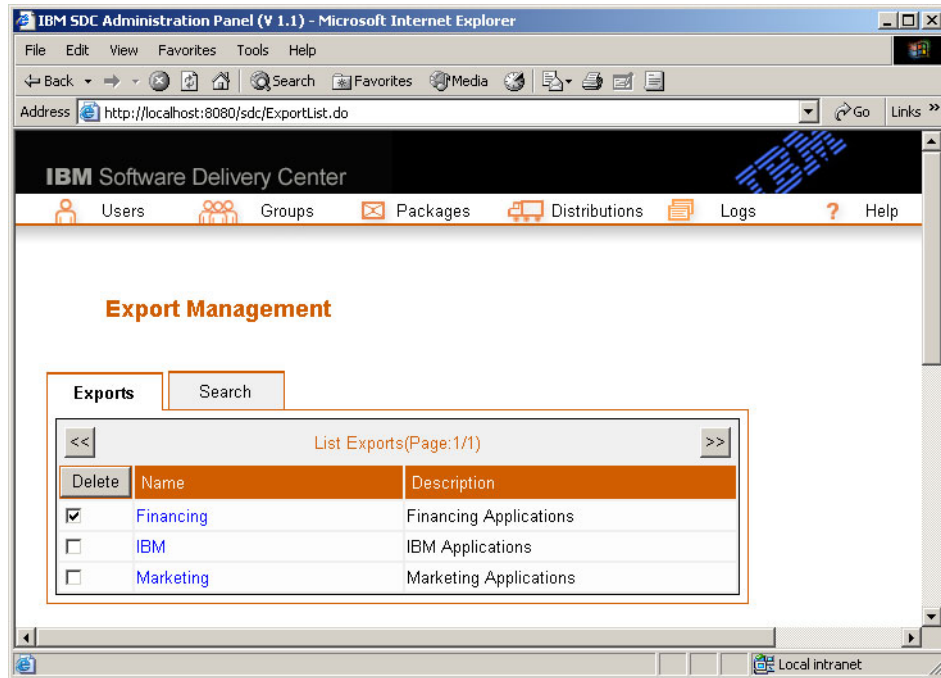 IBM SDC Administration Panel (V 1.1) - Microsoft Internet Explorer
File Edit View Favorites Tools Help
Back Search Favorites Media
Address http://localhost:8080/sdc/ExportList.do Go Links »
IBM Software Delivery Center IBM
Users Groups Packages Distributions Logs ? Help
Export Management
Exports Search
<< List Exports(Page:1/1) >>
Delete Name Description
Financing Financing Applications
IBM IBM Applications
Marketing Marketing Applications
Local intranet